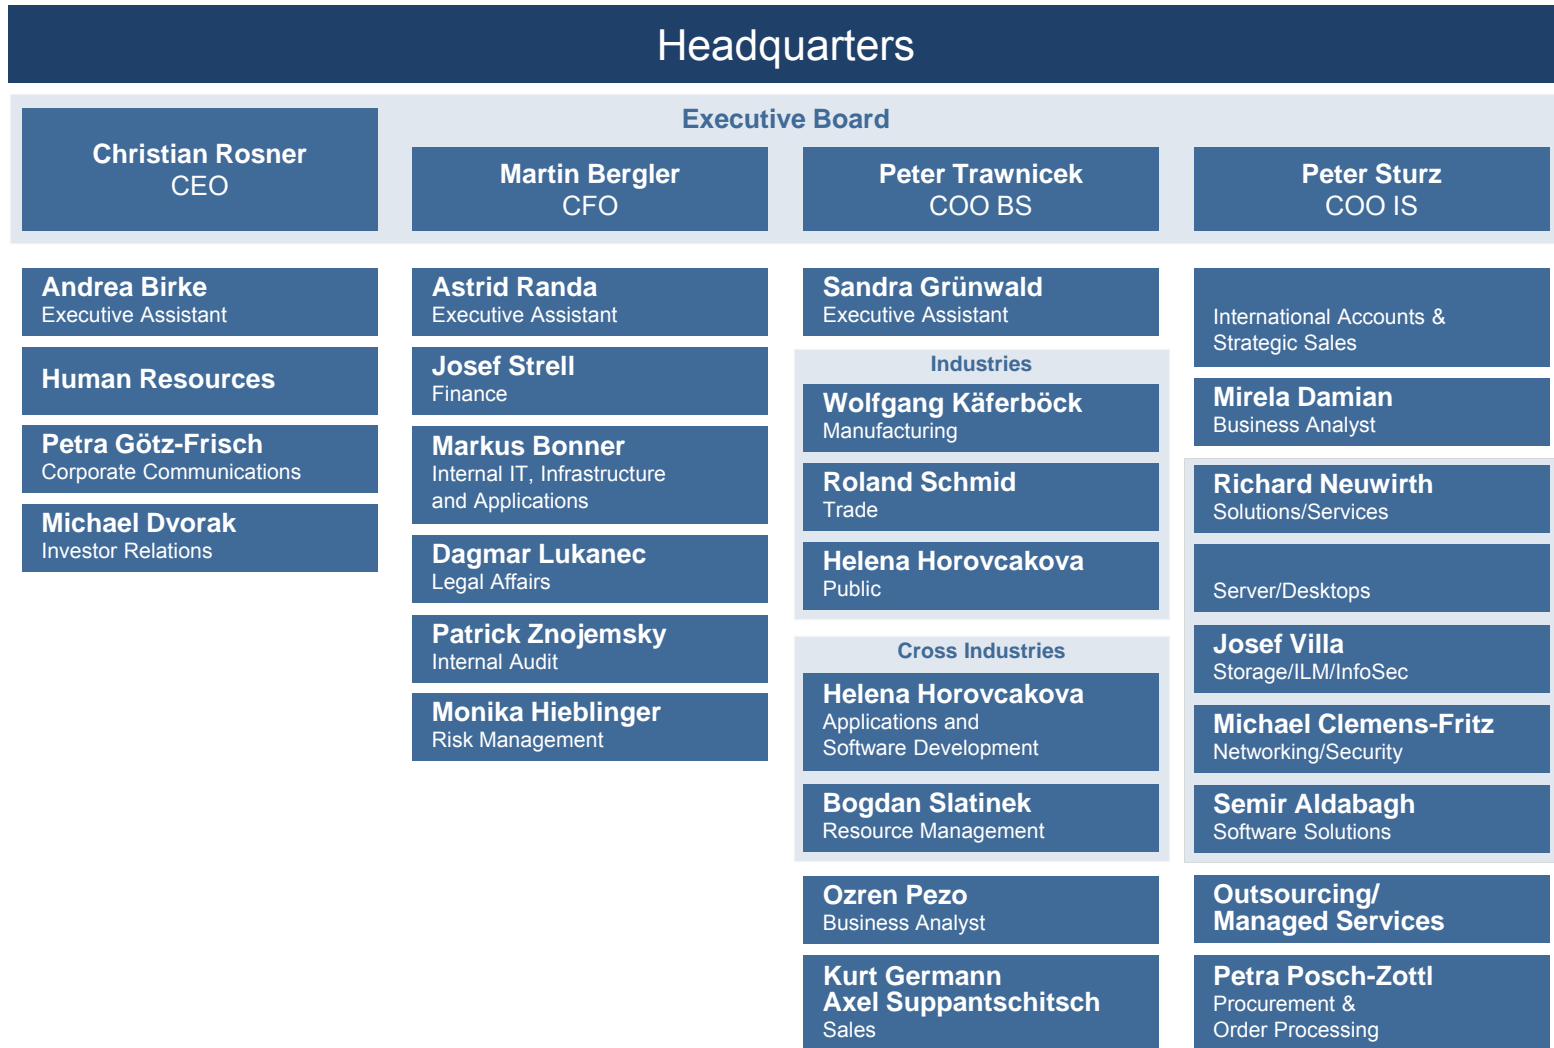 Headquarters
Executive Board
Christian Rosner
CEO
Martin Bergler
CFO
Peter Trawnicek
COO BS
Peter Sturz
COO IS
Andrea Birke
Executive Assistant
Human Resources
Petra Götz-Frisch
Corporate Communications
Michael Dvorak
Investor Relations
Astrid Randa
Executive Assistant
Josef Strell
Finance
Markus Bonner
Internal IT, Infrastructure
and Applications
Dagmar Lukanec
Legal Affairs
Patrick Znojemsky
Internal Audit
Monika Hieblinger
Risk Management
Sandra Grünwald
Executive Assistant
Industries
Wolfgang Käferböck
Manufacturing
Roland Schmid
Trade
Helena Horovcakova
Public
Cross Industries
Helena Horovcakova
Applications and
Software Development
Bogdan Slatinek
Resource Management
Ozren Pezo
Business Analyst
Kurt Germann
Axel Suppantschitsch
Sales
International Accounts &
Strategic Sales
Mirela Damian
Business Analyst
Richard Neuwirth
Solutions/Services
Server/Desktops
Josef Villa
Storage/ILM/InfoSec
Michael Clemens-Fritz
Networking/Security
Semir Aldabagh
Software Solutions
Outsourcing/
Managed Services
Petra Posch-Zottl
Procurement &
Order Processing